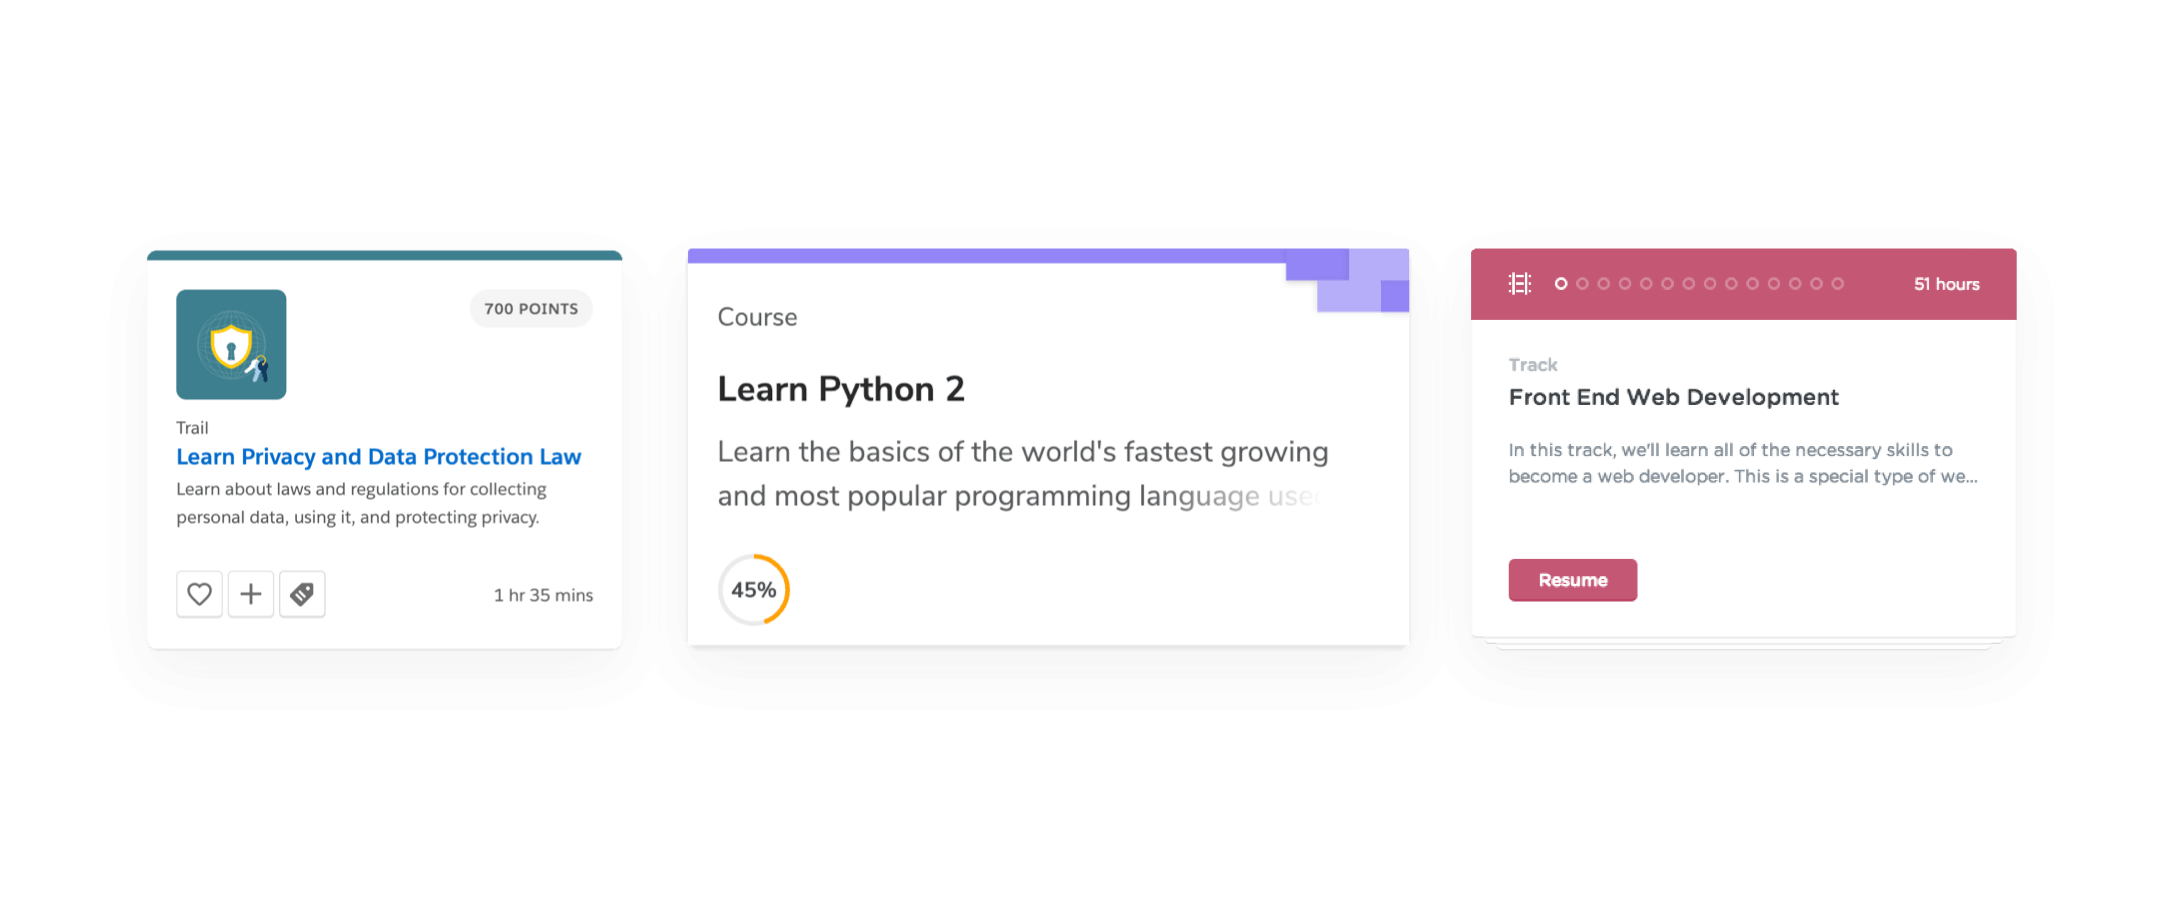 700 POINTS
Trail
Learn Privacy and Data Protection Law
Learn about laws and regulations for collecting
personal data, using it, and protecting privacy.
1 hr 35 mins
Course
Learn Python 2
Learn the basics of the world's fastest growing
and most popular programming language use
45%
51 hours
Track
Front End Web Development
In this track, we'll learn all of the necessary skills to
become a web developer. This is a special type of we...
Resume